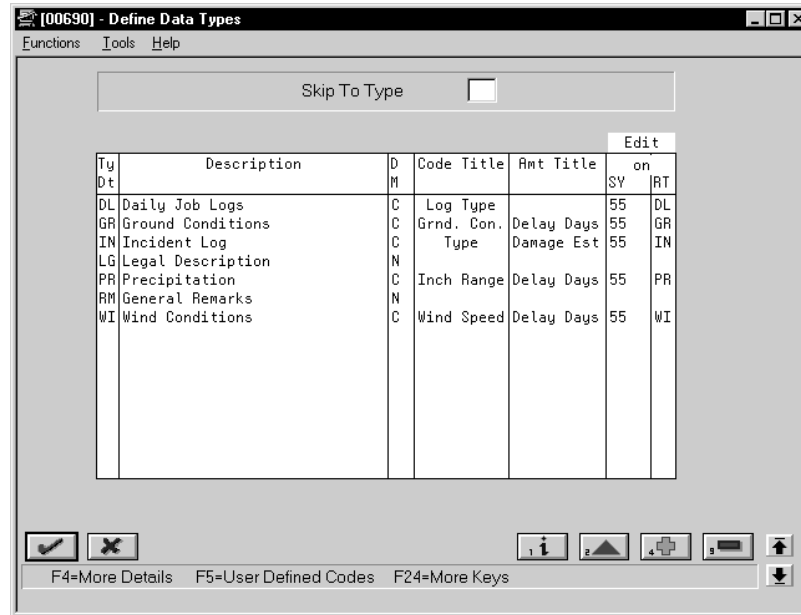 [00690] - Define Data Types
Functions Tools Help
Skip To Type
Edit
Ty Description D Code Title Amt Title on
Dt M SY RT
DL Daily Job Logs C Log Type 55 DL
GR Ground Conditions C Grnd. Con. Delay Days 55 GR
IN Incident Log C Type Damage Est 55 IN
LG Legal Description N
PR Precipitation C Inch Range Delay Days 55 PR
RM General Remarks N
WI Wind Conditions C Wind Speed Delay Days 55 WI
1 i 2 4 9
F4=More Details F5=User Defined Codes F24=More Keys